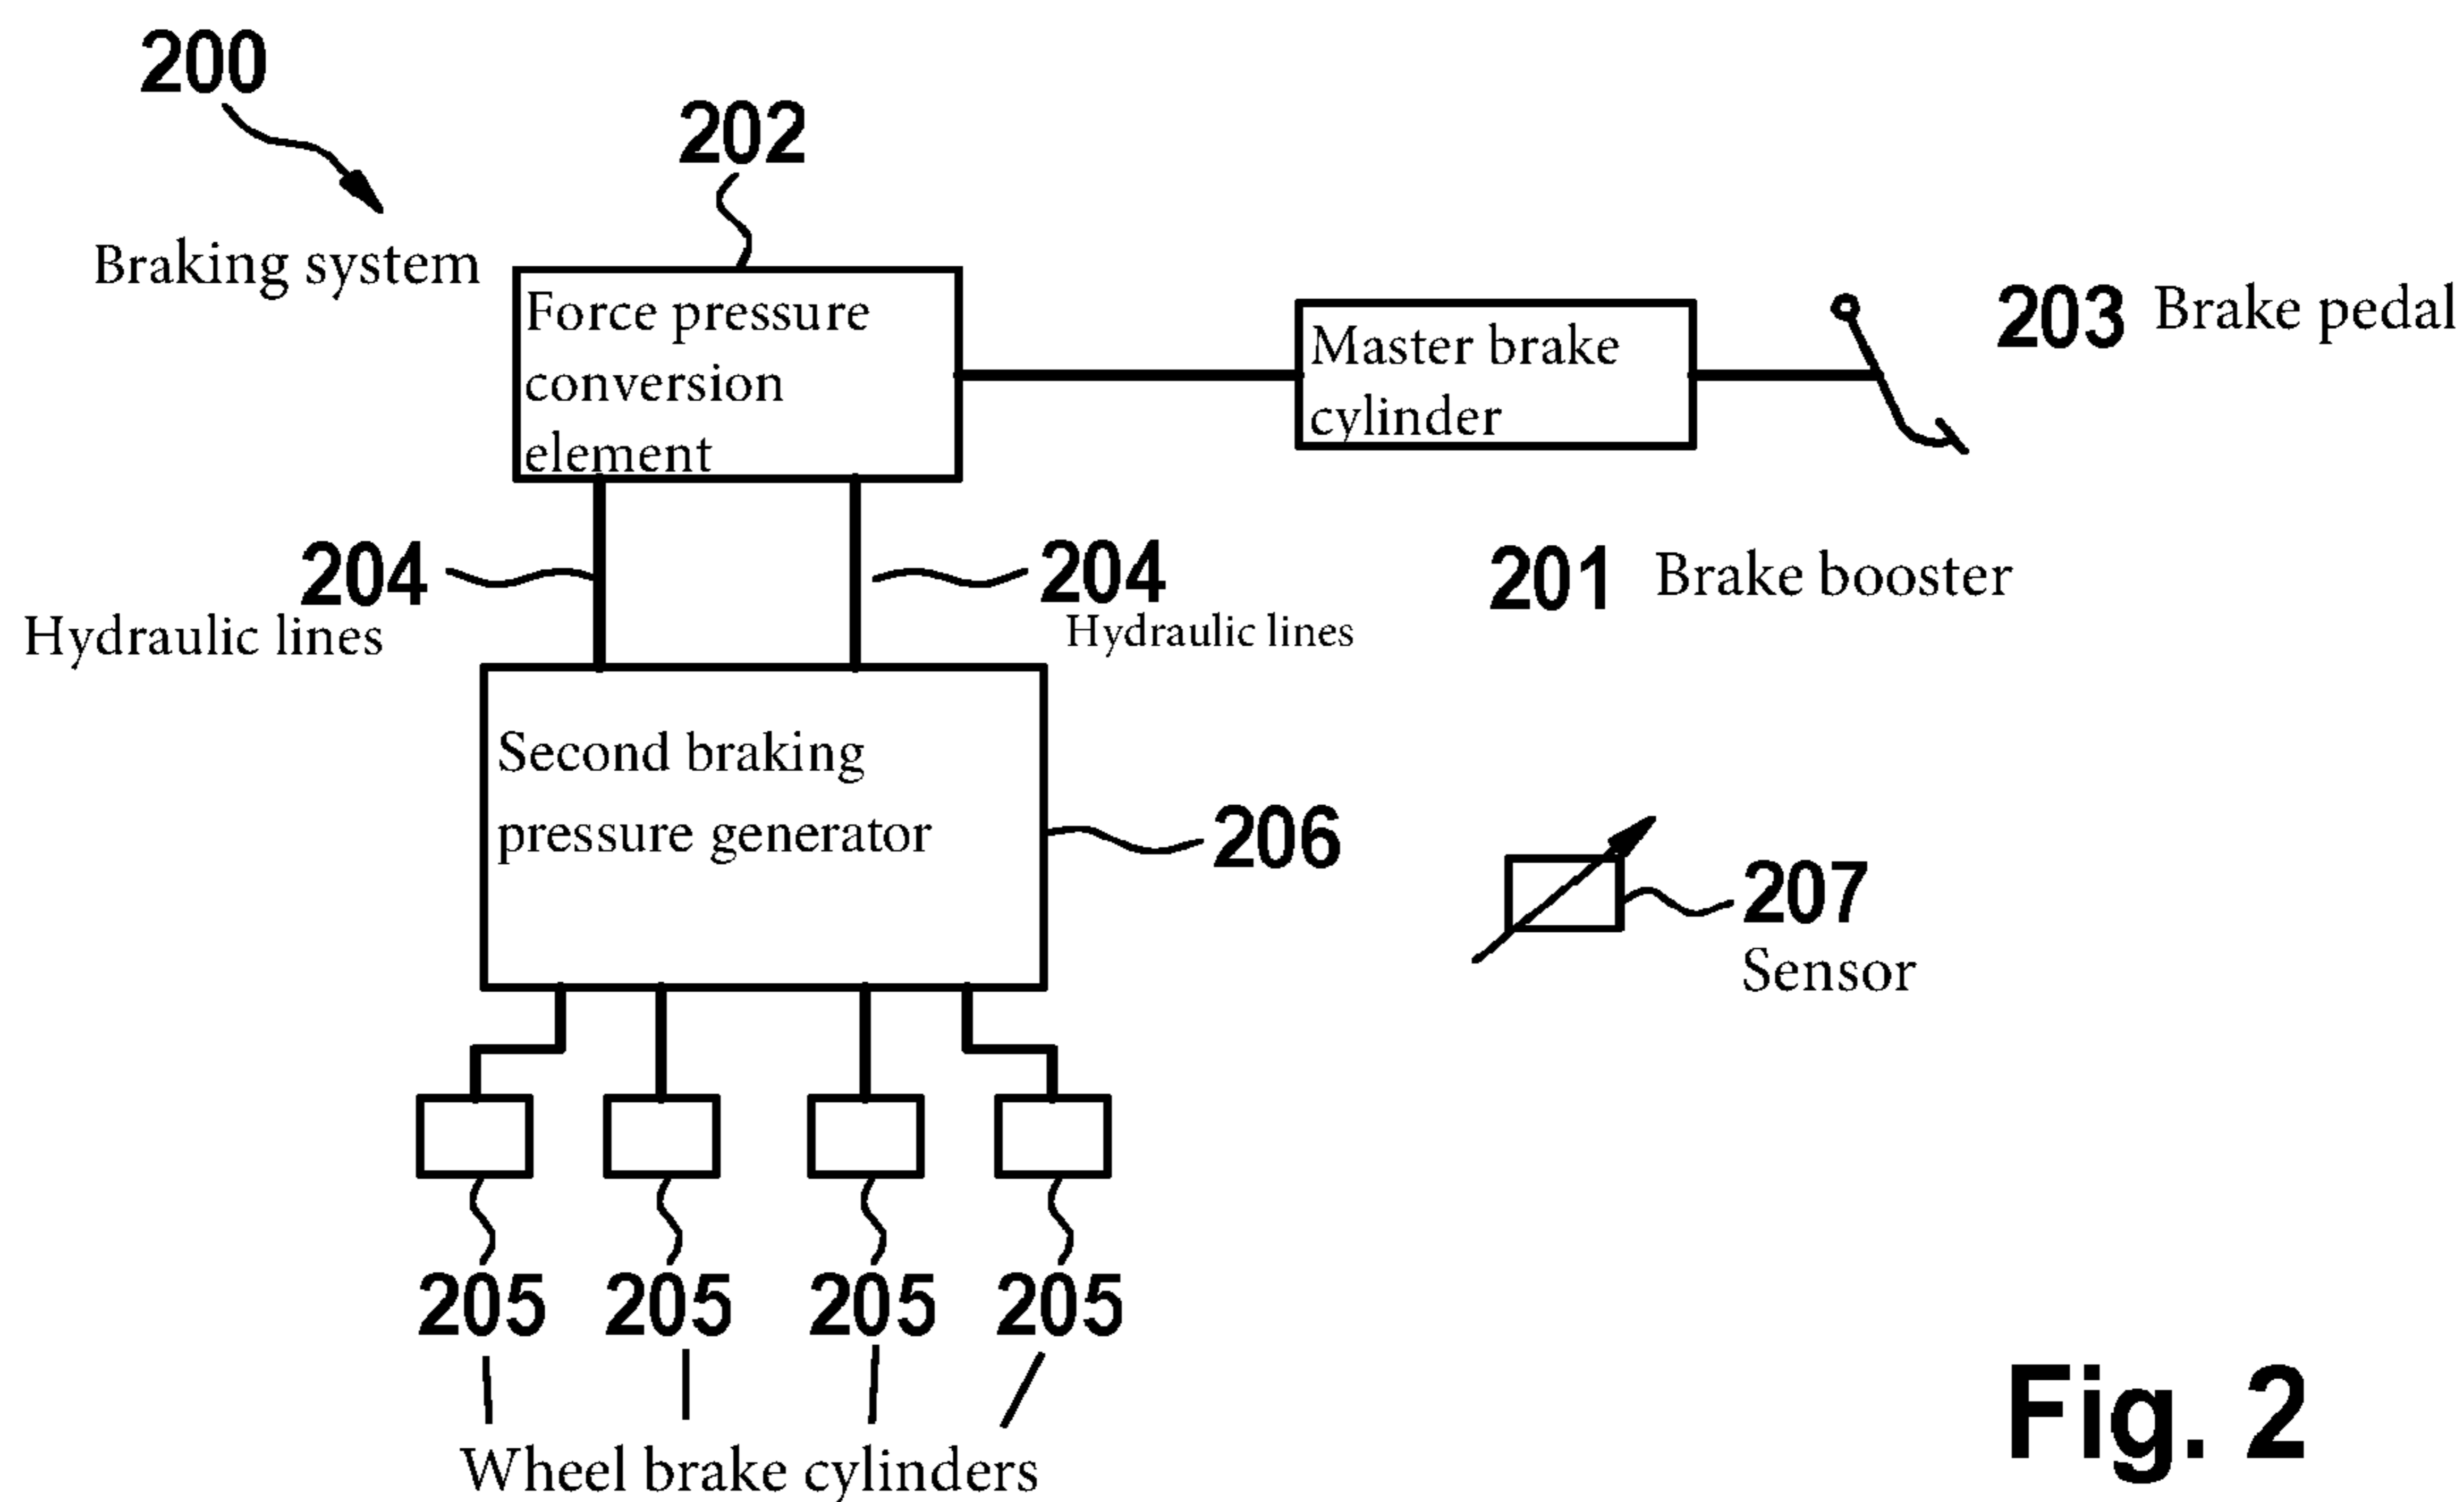 200
Braking system
202
Force pressure
conversion
element
Master brake
cylinder
203 Brake pedal
204
Hydraulic lines
204
Hydraulic lines
201 Brake booster
Second braking
pressure generator
206
207
Sensor
205 205 205 205
Wheel brake cylinders
Fig. 2